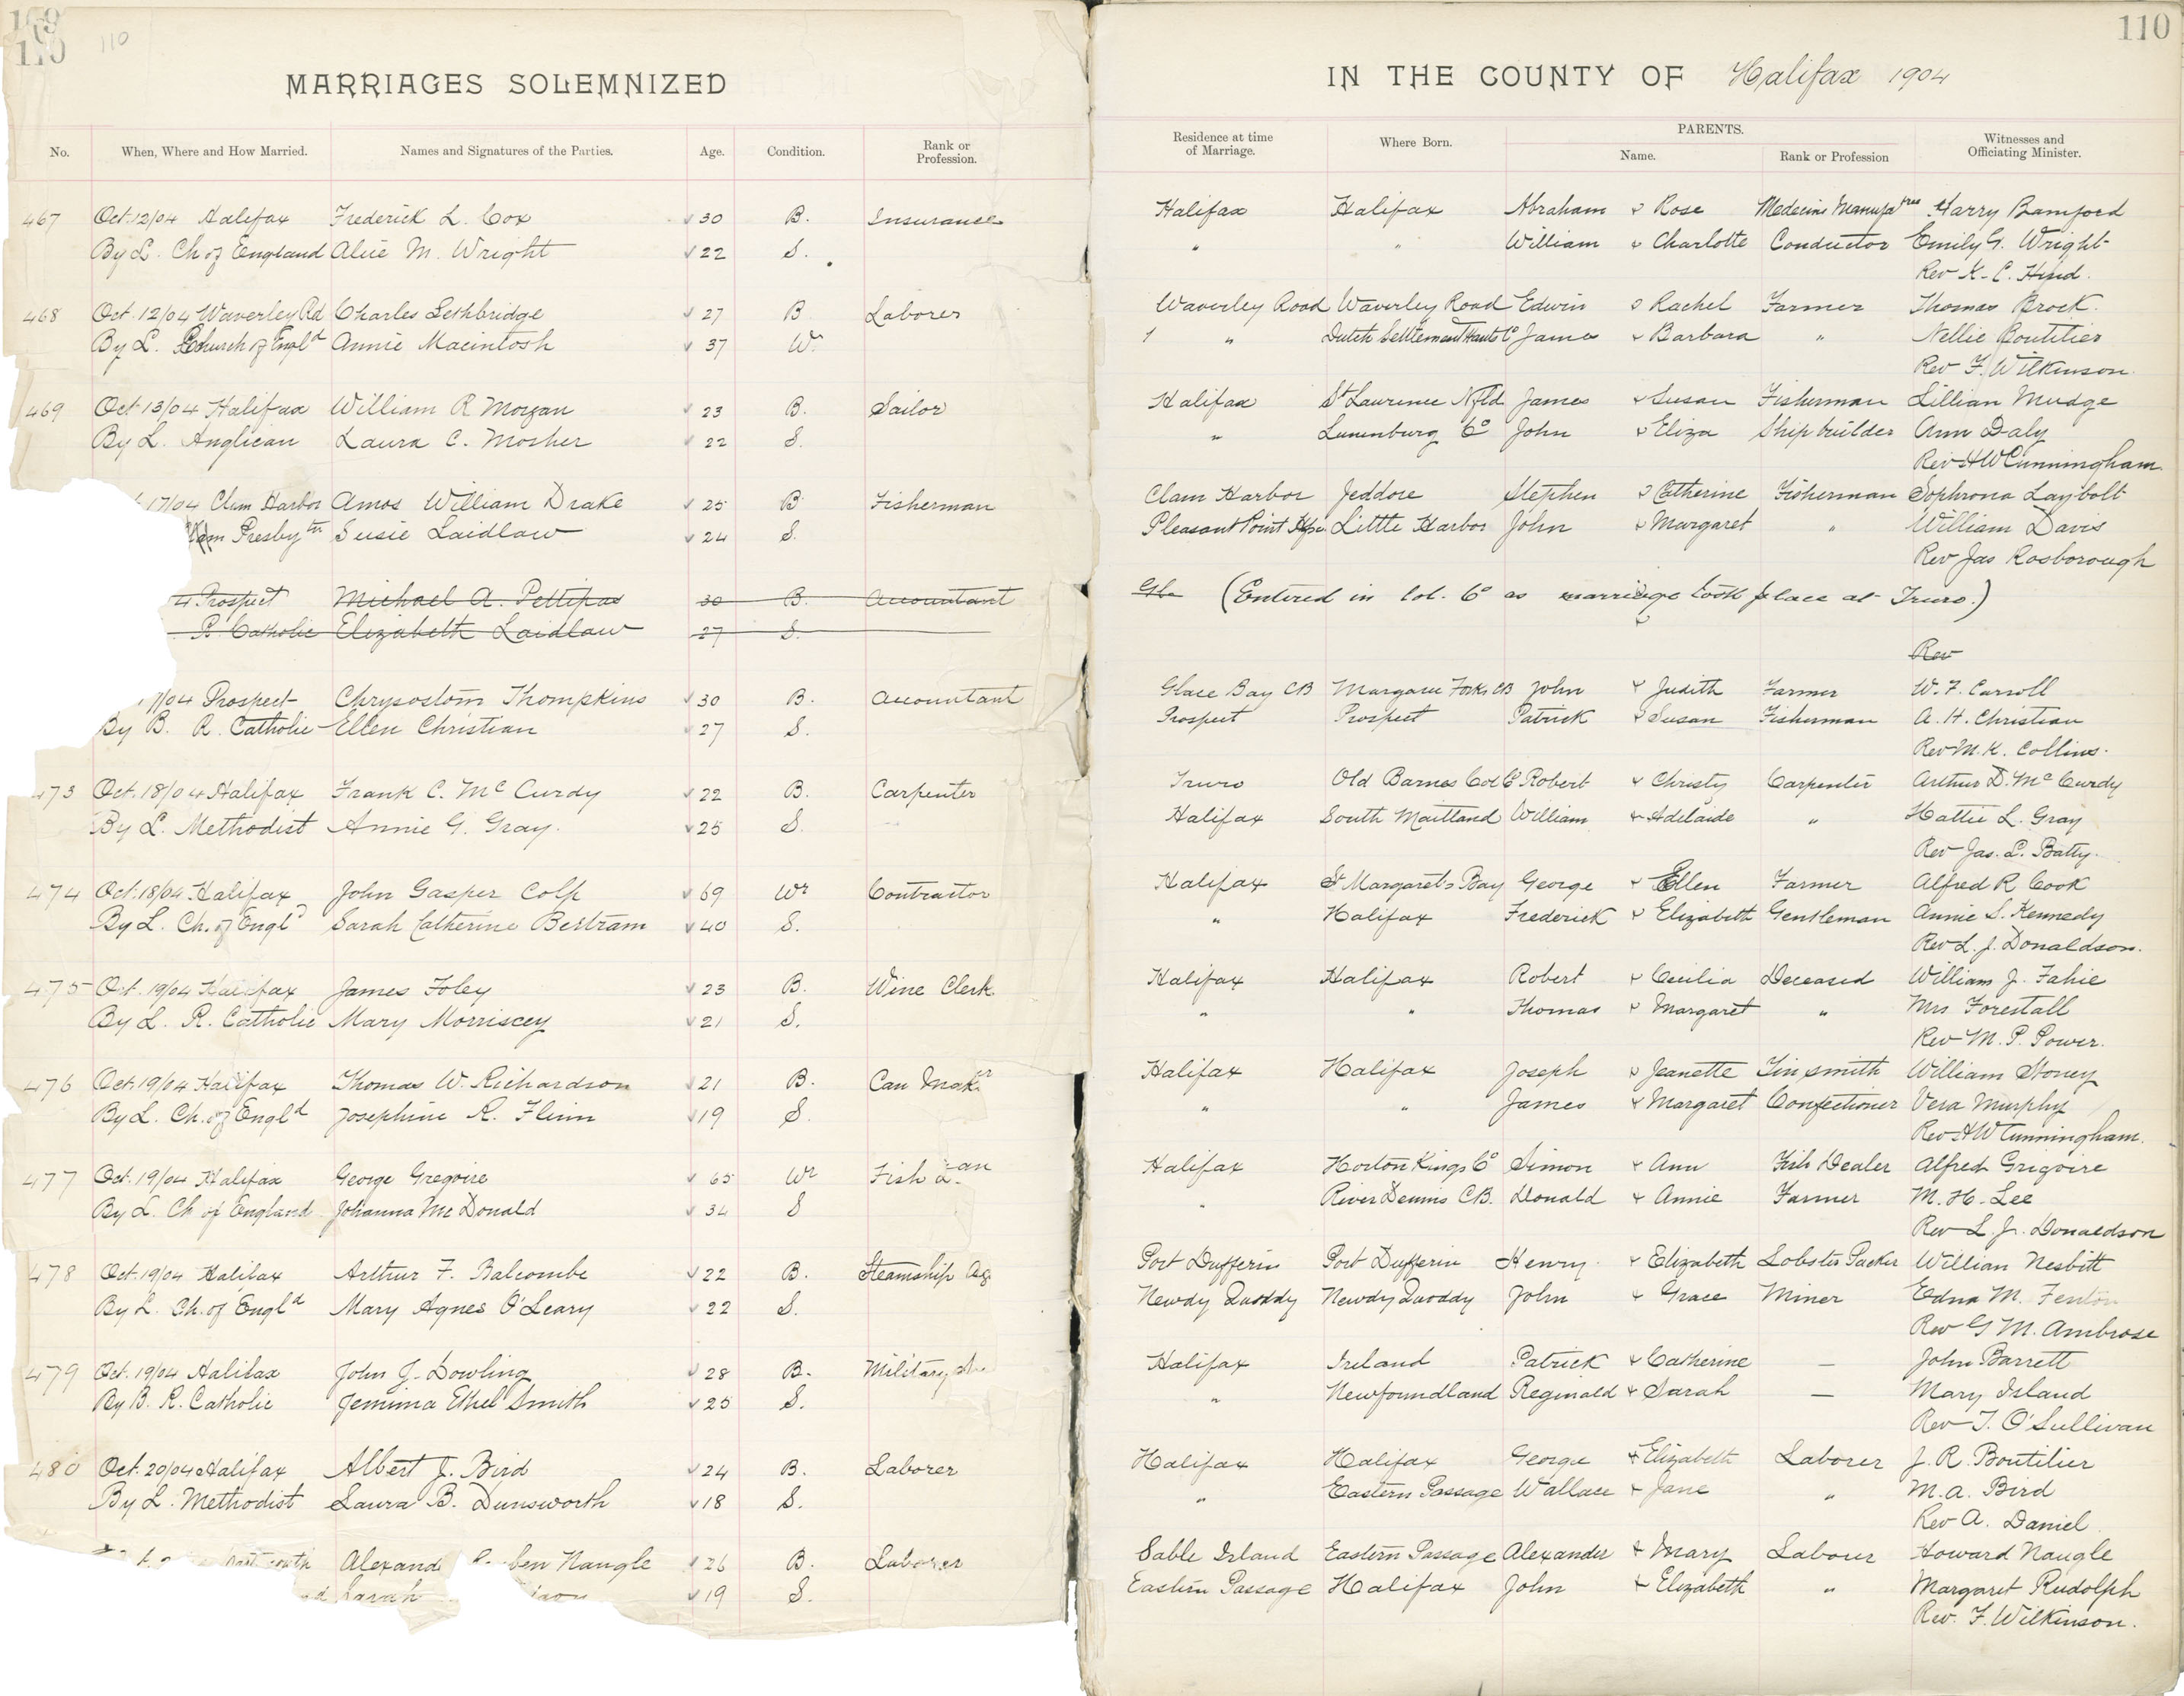 169
110
110
MARRIAGES SOLEMNIZED
No. When, Where and How Married. Names and Signatures of the Parties. Age. Condition. Rank or Profession.
467 Oct. 12/04 Halifax Frederick L. Cox 30 B. Insurance
By L. Ch of England Alice M. Wright 22 S.
468 Oct. 12/04 Waverley Rd Charles Lethbridge 27 B Laborer
By L. Church of Engld Annie Macintosh 37 Wr
469 Oct 13/04 Halifax William R Morgan 23 B. Sailor
By L. Anglican Laura C. Mosher 22 S.
17/04 Clam Harbor Amos William Drake 25 B Fisherman
Presbytn Susie Laidlaw 24 S.
4 Prospect Michael A. Pettipas 30 B. Accountant
R. Catholic Elizabeth Laidlaw 27 S.
7/04 Prospect Chrysostom Thompkins 30 B. Accountant
By B. R. Catholic Ellen Christian 27 S.
473 Oct. 18/04 Halifax Frank C. McCurdy 22 B. Carpenter
By L. Methodist Annie G. Gray. 25 S.
474 Oct. 18/04 Halifax John Gasper Colp 69 Wr Contractor
By L. Ch. of Engld Sarah Catherine Bertram 40 S.
475 Oct. 19/04 Halifax James Foley 23 B. Wine Clerk.
By L. R. Catholic Mary Morriscey 21 S.
476 Oct. 19/04 Halifax Thomas W. Richardson 21 B. Can Maker
By L. Ch. of Engld Josephine R. Flinn 19 S.
477 Oct. 19/04 Halifax George Gregoire 65 Wr Fish
By L. Ch of England Johanna McDonald 34 S
478 Oct. 19/04 Halifax Arthur F. Balcombe 22 B. Steamship Ag
By L. Ch. of Engld Mary Agnes O'Leary 22 S.
479 Oct. 19/04 Halifax John J. Dowling 28 B. Military
By B. R. Catholic Jemima Ethel Smith 25 S.
480 Oct. 20/04 Halifax Albert J. Bird 24 B. Laborer
By L. Methodist Laura B. Dunsworth 18 S.
Alexand ben Naugle 26 B. Laborer
Sarah 19 S.
110
IN THE COUNTY OF Halifax 1904
Residence at time of Marriage. Where Born. PARENTS. Name. Rank or Profession Witnesses and Officiating Minister.
Halifax Halifax Abraham & Rose Medecine Harry Bamford
" " William & Charlotte Conductor Emily G. Wright
Rev K. C. Hind.
Waverley Road Waverley Road Edwin & Rachel Farmer Thomas Brock.
" Dutch Settlement Hants Co James & Barbara " Nellie Boutilier
Rev F. Wilkinson.
Halifax St Laurence Nfld James & Susan Fisherman Lillian Mudge
" Lunenburg Co John & Eliza Ship builder Ann Daly
Rev H W Cunningham.
Clam Harbor Jeddore Stephen & Catherine Fisherman Sophrona Laybolt
Pleasant Point Hfx Little Harbor John & Margaret " William Davis
Rev Jas Rosborough
(Entered in Col. Co as marriage took place at Truro.)
Rev
Glace Bay CB Margaree Forks CB John & Judith Farmer W. F. Carroll
Prospect Prospect Patrick & Susan Fisherman A. H. Christian
Rev M. K. Collins.
Truro Old Barnes Col Co Robert & Christy Carpenter Arthur D. McCurdy
Halifax South Maitland William & Adelaide " Hattie L. Gray
Rev Jas. L. Batty.
Halifax St Margaret's Bay George & Ellen Farmer Alfred R Cook
" Halifax Frederick & Elizabeth Gentleman Annie S. Kennedy
Rev L. J. Donaldson.
Halifax Halifax Robert & Cecilia Deceased William J. Fahie
" " Thomas & Margaret " Mrs Forestall
Rev M. P. Power.
Halifax Halifax Joseph & Jeanette Tinsmith William Stoney
" " James & Margaret Confectioner Vera Murphy
Rev H W Cunningham.
Halifax Horton Kings Co Simon & Ann Fish Dealer Alfred Grigoire
" River Dennis C.B. Donald & Annie Farmer M. H. Lee
Rev L. J. Donaldson
Port Dufferin Port Dufferin Henry & Elizabeth Lobster Packer William Nesbitt
Newdy Quoddy Newdy Quoddy John & Grace Miner Edna M. Fenton
Rev G M. Ambrose
Halifax Ireland Patrick & Catherine — John Barrett
" Newfoundland Reginald & Sarah — Mary Island
Rev T. O'Sullivan
Halifax Halifax George & Elizabeth Laborer J. R. Boutilier
" Eastern Passage Wallace & Jane " M. A. Bird
Rev A. Daniel
Sable Island Eastern Passage Alexander & Mary Labour Howard Naugle
Eastern Passage Halifax John & Elizabeth " Margaret Rudolph
Rev. F. Wilkinson.